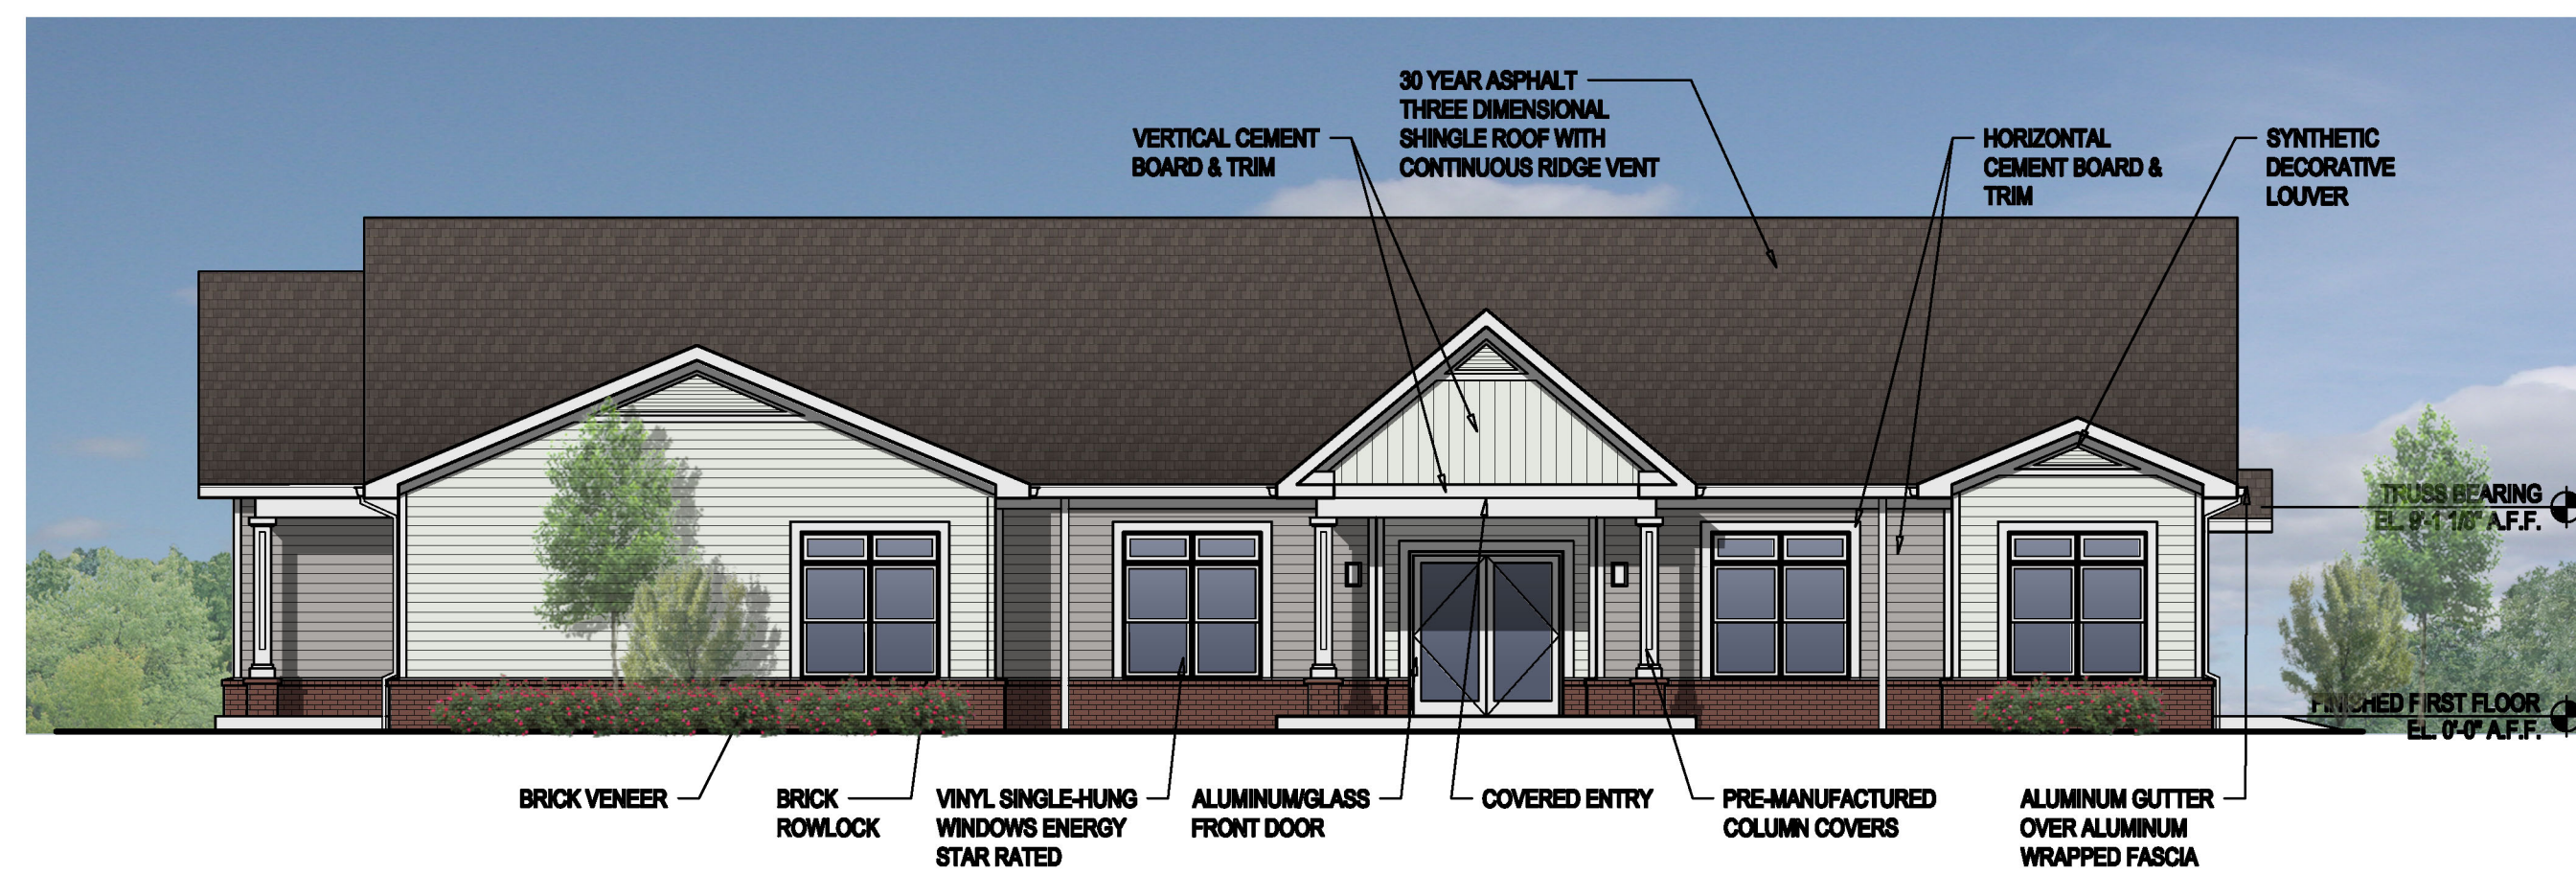 30 YEAR ASPHALT
THREE DIMENSIONAL
SHINGLE ROOF WITH
CONTINUOUS RIDGE VENT
VERTICAL CEMENT
BOARD & TRIM
HORIZONTAL
CEMENT BOARD &
TRIM
SYNTHETIC
DECORATIVE
LOUVER
TRUSS BEARING
EL. 9'-1 1/8" A.F.F.
FINISHED FIRST FLOOR
EL. 0'-0" A.F.F.
BRICK VENEER
BRICK
ROWLOCK
VINYL SINGLE-HUNG
WINDOWS ENERGY
STAR RATED
ALUMINUM/GLASS
FRONT DOOR
COVERED ENTRY
PRE-MANUFACTURED
COLUMN COVERS
ALUMINUM GUTTER
OVER ALUMINUM
WRAPPED FASCIA